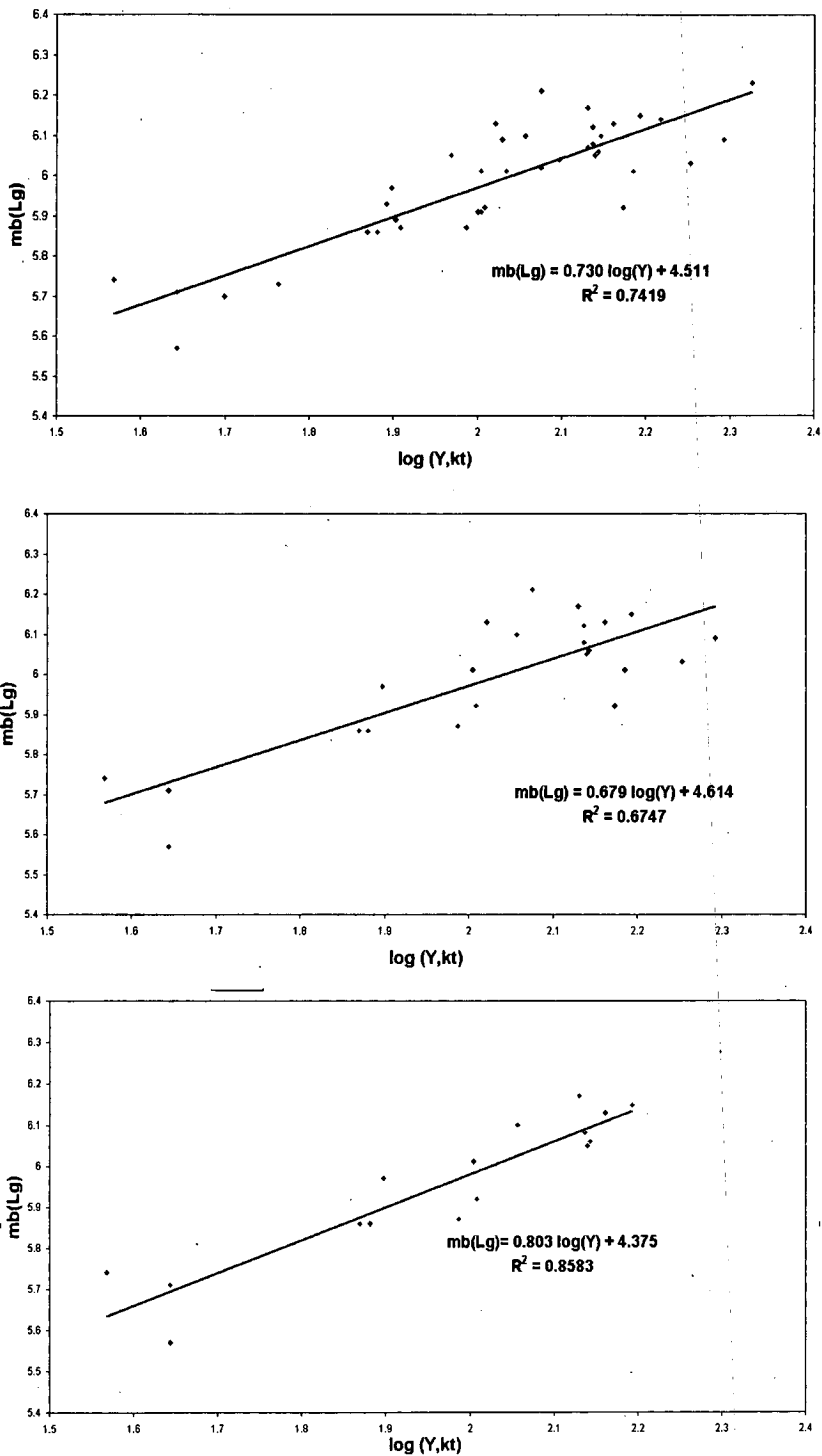 6.4
6.3
6.2
6.1
6
5.9
5.8
5.7
5.6
5.5
5.4
mb(Lg)
mb(Lg) = 0.730 log(Y) + 4.511
R² = 0.7419
1.5 1.6 1.7 1.8 1.9 2 2.1 2.2 2.3 2.4
log (Y,kt)
6.4
6.3
6.2
6.1
6
5.9
5.8
5.7
5.6
5.5
5.4
mb(Lg)
mb(Lg) = 0.679 log(Y) + 4.614
R² = 0.6747
1.5 1.6 1.7 1.8 1.9 2 2.1 2.2 2.3 2.4
log (Y,kt)
6.4
6.3
6.2
6.1
6
5.9
5.8
5.7
5.6
5.5
5.4
mb(Lg)
mb(Lg)= 0.803 log(Y) + 4.375
R² = 0.8583
1.5 1.6 1.7 1.8 1.9 2 2.1 2.2 2.3 2.4
log (Y,kt)